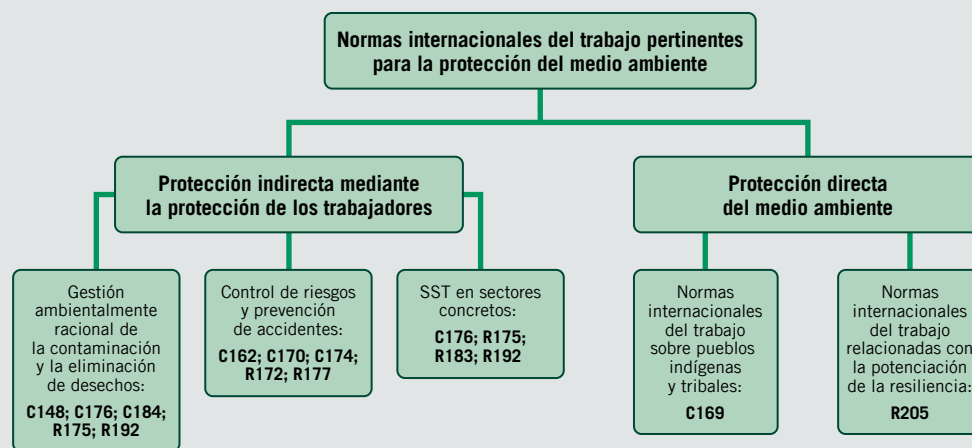 Normas internacionales del trabajo pertinentes
para la protección del medio ambiente
Protección indirecta mediante
la protección de los trabajadores
Protección directa
del medio ambiente
Gestión
ambientalmente
racional de
la contaminación
y la eliminación
de desechos:
C148; C176; C184;
R175; R192
Control de riesgos
y prevención
de accidentes:
C162; C170; C174;
R172; R177
SST en sectores
concretos:
C176; R175;
R183; R192
Normas
internacionales
del trabajo
sobre pueblos
indígenas
y tribales:
C169
Normas
internacionales
del trabajo
relacionadas con
la potenciación
de la resiliencia:
R205